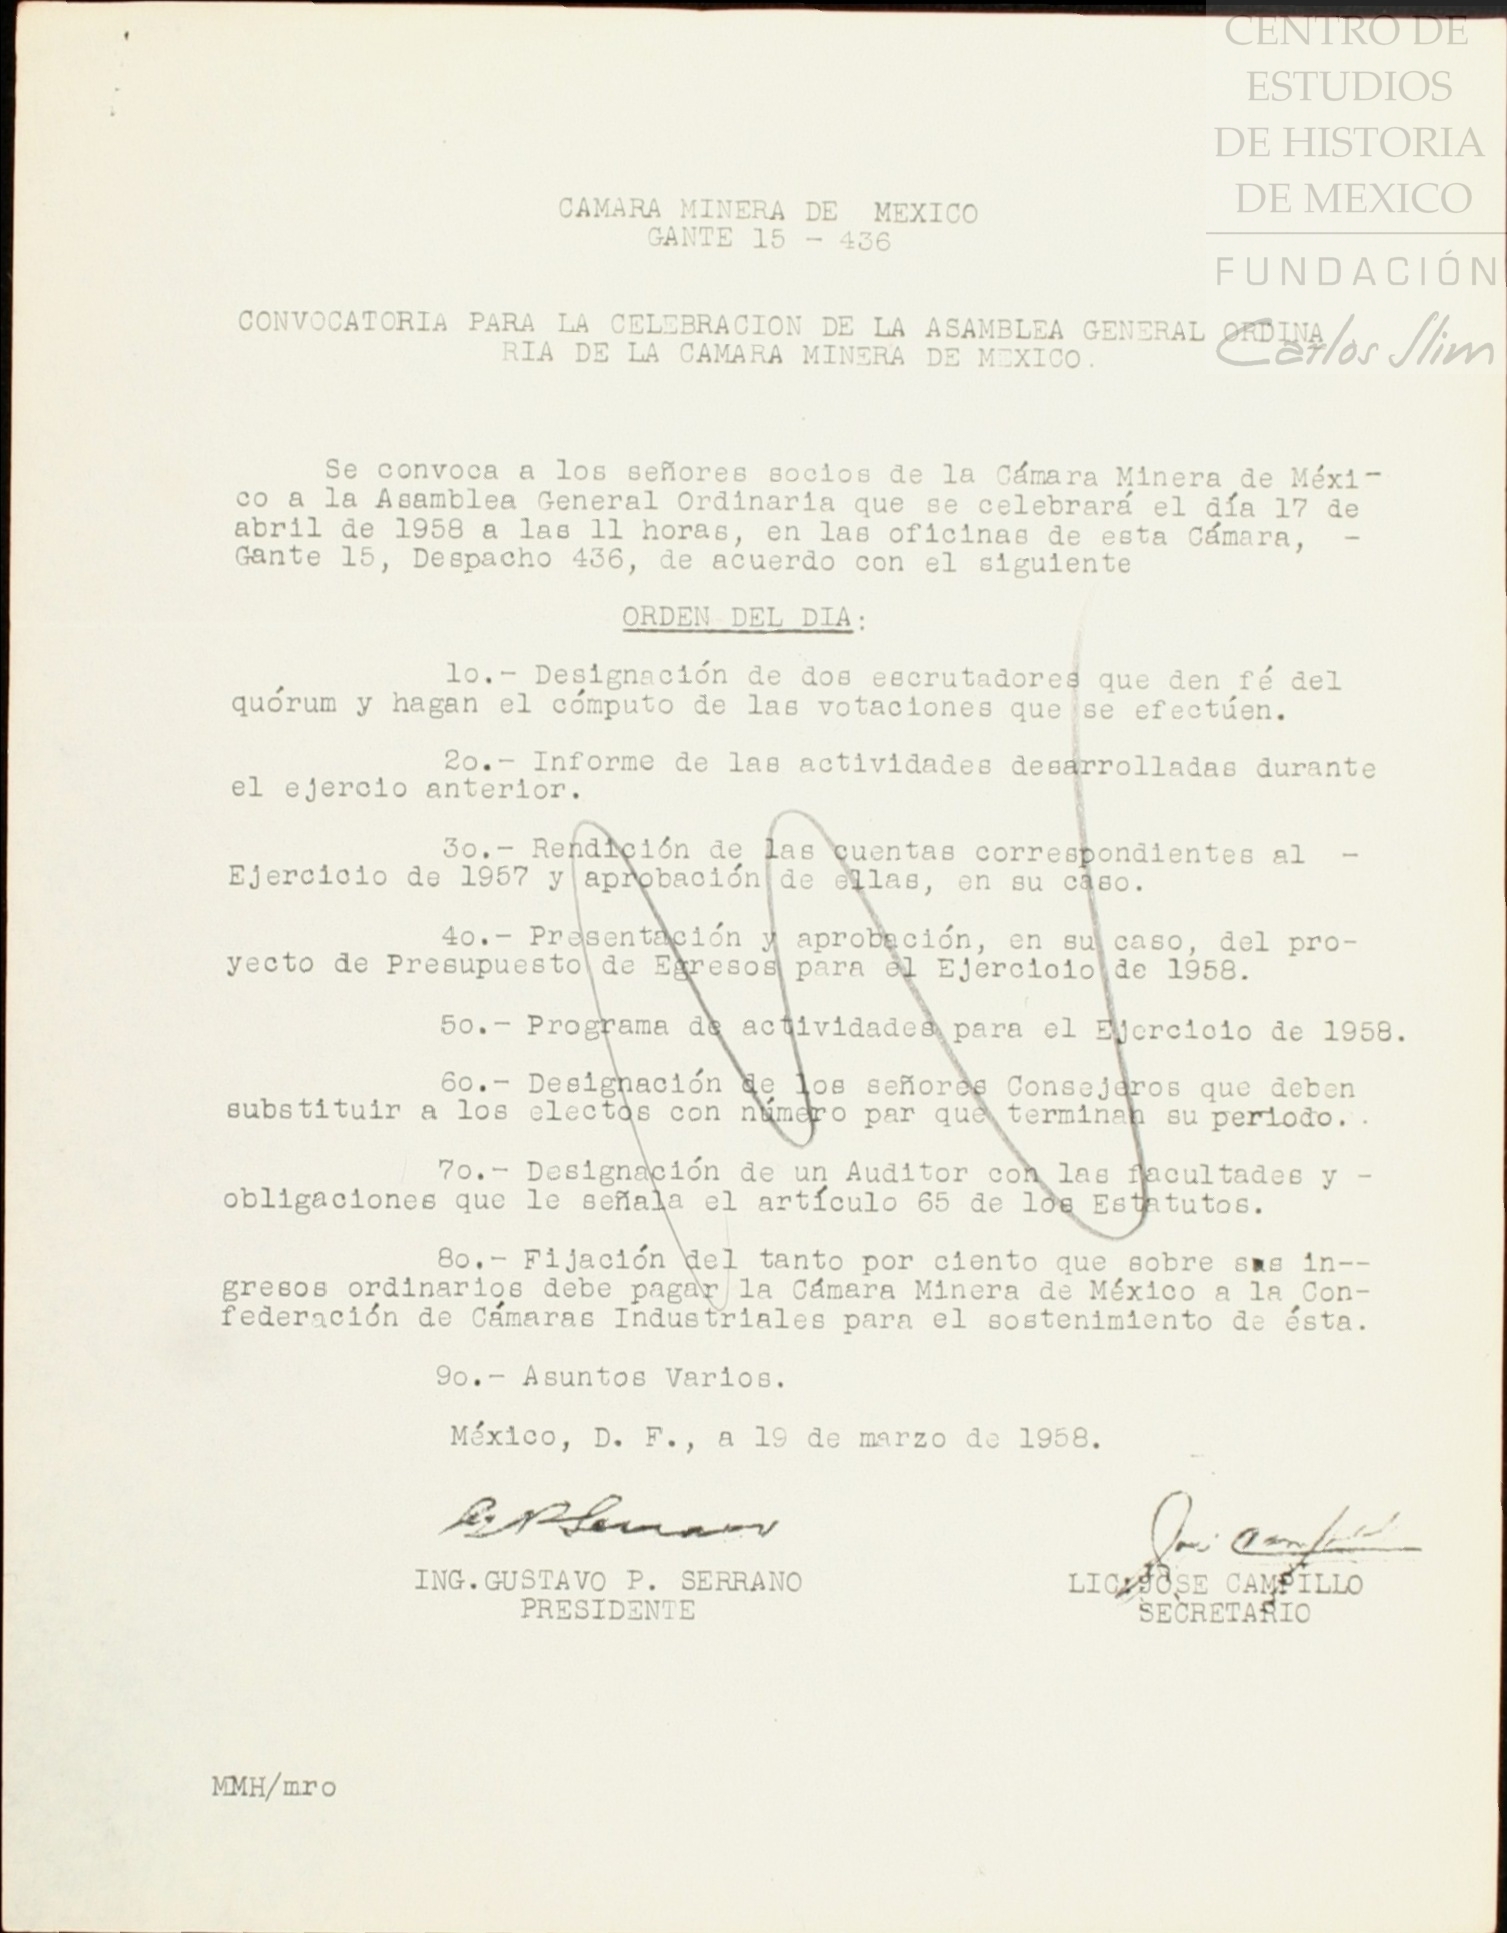 CENTRO DE
ESTUDIOS
DE HISTORIA
DE MEXICO
FUNDACIÓN
Carlos Slim
CAMARA MINERA DE MEXICO
GANTE 15 - 436
CONVOCATORIA PARA LA CELEBRACION DE LA ASAMBLEA GENERAL ORDINA
RIA DE LA CAMARA MINERA DE MEXICO.
Se convoca a los señores socios de la Cámara Minera de Méxi-
co a la Asamblea General Ordinaria que se celebrará el día 17 de
abril de 1958 a las 11 horas, en las oficinas de esta Cámara, -
Gante 15, Despacho 436, de acuerdo con el siguiente
ORDEN DEL DIA:
1o.- Designación de dos escrutadores que den fé del
quórum y hagan el cómputo de las votaciones que se efectúen.
2o.- Informe de las actividades desarrolladas durante
el ejercio anterior.
3o.- Rendición de las cuentas correspondientes al -
Ejercicio de 1957 y aprobación de ellas, en su caso.
4o.- Presentación y aprobación, en su caso, del pro-
yecto de Presupuesto de Egresos para el Ejercicio de 1958.
5o.- Programa de actividades para el Ejercicio de 1958.
6o.- Designación de los señores Consejeros que deben
substituir a los electos con número par que terminan su periodo.
7o.- Designación de un Auditor con las facultades y -
obligaciones que le señala el artículo 65 de los Estatutos.
8o.- Fijación del tanto por ciento que sobre sus in--
gresos ordinarios debe pagar la Cámara Minera de México a la Con-
federación de Cámaras Industriales para el sostenimiento de ésta.
9o.- Asuntos Varios.
México, D. F., a 19 de marzo de 1958.
G. P. Serrano José Campillo
ING. GUSTAVO P. SERRANO LIC. JOSE CAMPILLO
PRESIDENTE SECRETARIO
MMH/mro